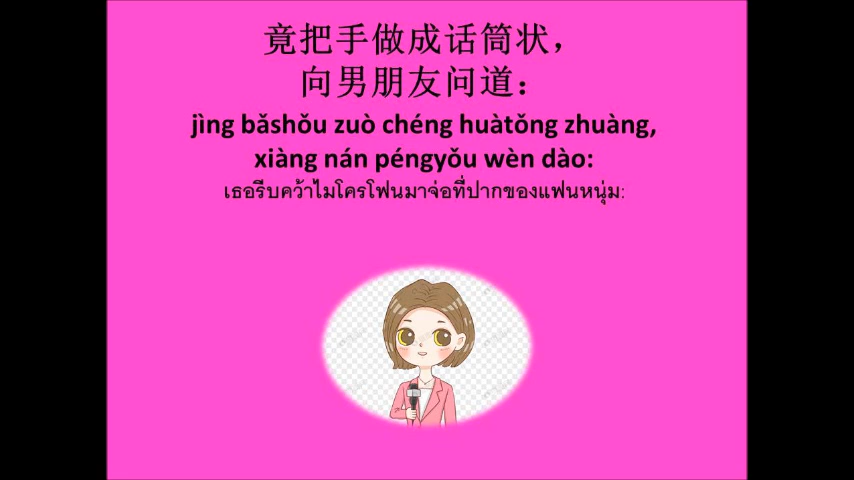 竟把手做成话筒状，
向男朋友问道：
jìng bǎshǒu zuò chéng huàtǒng zhuàng,
xiàng nán péngyǒu wèn dào:
เธอรีบคว้าไมโครโฟนมาจ่อที่ปากของแฟนหนุ่ม: